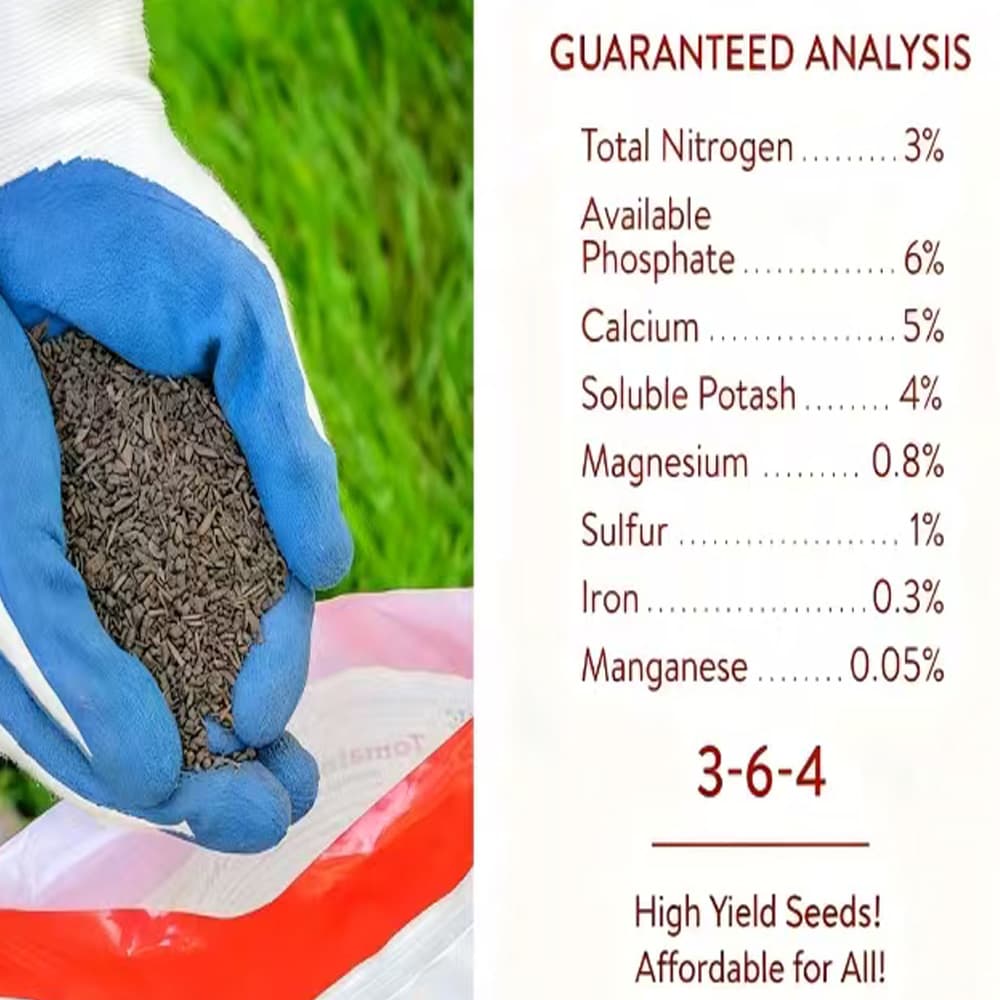 GUARANTEED ANALYSIS
Total Nitrogen ......... 3%
Available
Phosphate .............. 6%
Calcium ................ 5%
Soluble Potash ........ 4%
Magnesium ......... 0.8%
Sulfur .................... 1%
Iron .................... 0.3%
Manganese ....... 0.05%
3-6-4
High Yield Seeds!
Affordable for All!